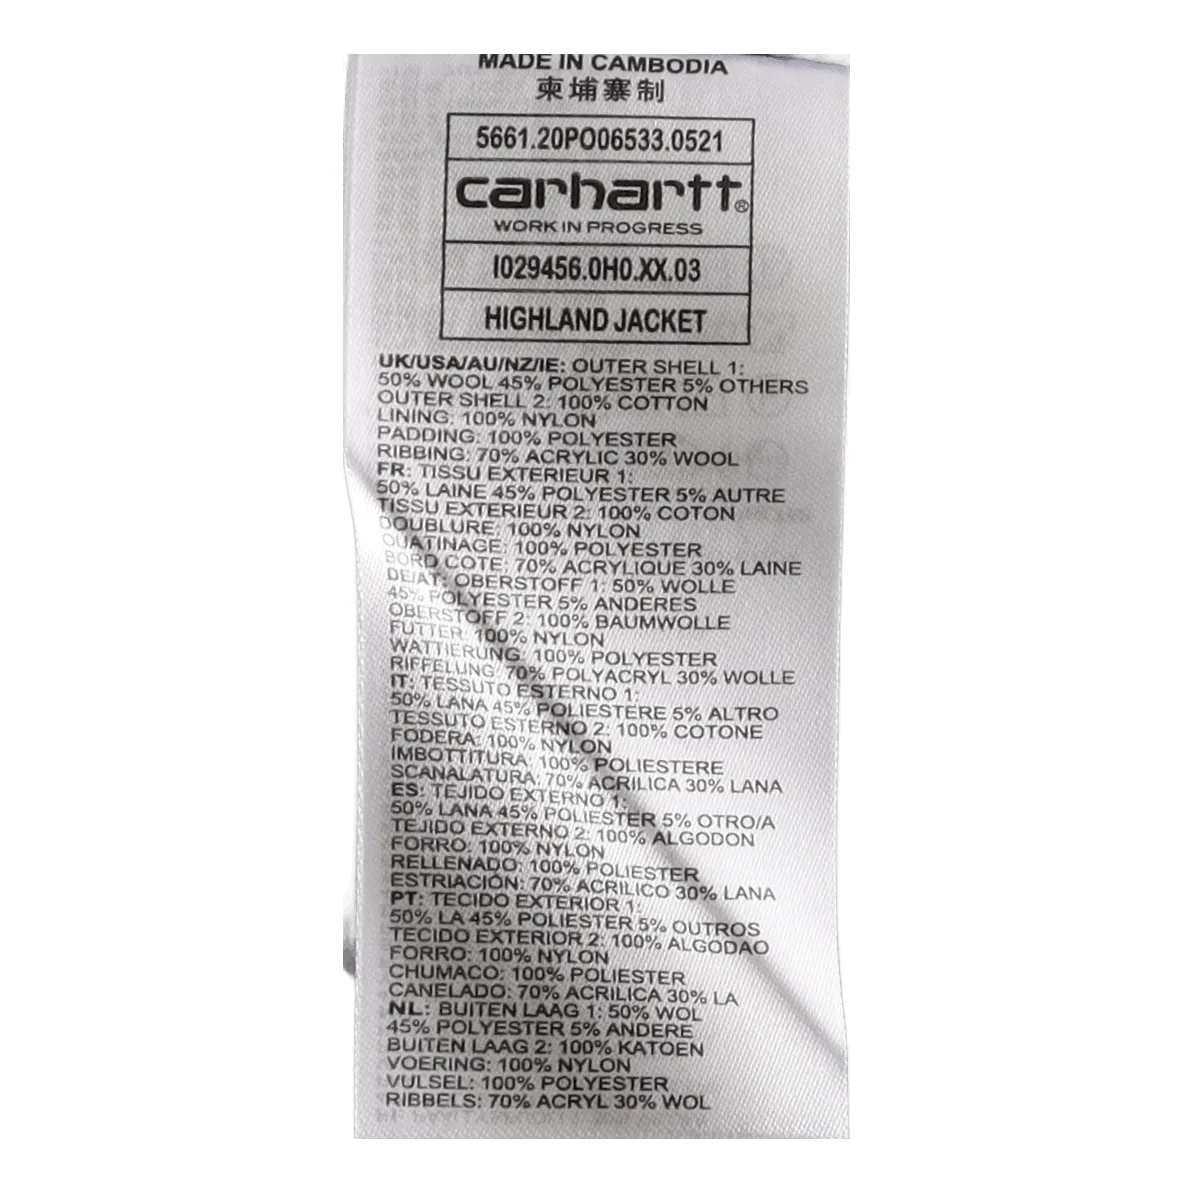 MADE IN CAMBODIA
柬埔寨制
5661.20PO06533.0521
carhartt®
WORK IN PROGRESS
I029456.0H0.XX.03
HIGHLAND JACKET
UK/USA/AU/NZ/IE: OUTER SHELL 1:
50% WOOL 45% POLYESTER 5% OTHERS
OUTER SHELL 2: 100% COTTON
LINING: 100% NYLON
PADDING: 100% POLYESTER
RIBBING: 70% ACRYLIC 30% WOOL
FR: TISSU EXTERIEUR 1:
50% LAINE 45% POLYESTER 5% AUTRE
TISSU EXTERIEUR 2: 100% COTON
DOUBLURE: 100% NYLON
OUATINAGE: 100% POLYESTER
BORD COTE: 70% ACRYLIQUE 30% LAINE
DE/AT: OBERSTOFF 1: 50% WOLLE
45% POLYESTER 5% ANDERES
OBERSTOFF 2: 100% BAUMWOLLE
FUTTER: 100% NYLON
WATTIERUNG: 100% POLYESTER
RIFFELUNG: 70% POLYACRYL 30% WOLLE
IT: TESSUTO ESTERNO 1:
50% LANA 45% POLIESTERE 5% ALTRO
TESSUTO ESTERNO 2: 100% COTONE
FODERA: 100% NYLON
IMBOTTITURA: 100% POLIESTERE
SCANALATURA: 70% ACRILICA 30% LANA
ES: TEJIDO EXTERNO 1:
50% LANA 45% POLIESTER 5% OTRO/A
TEJIDO EXTERNO 2: 100% ALGODON
FORRO: 100% NYLON
RELLENADO: 100% POLIESTER
ESTRIACIÓN: 70% ACRILICO 30% LANA
PT: TECIDO EXTERIOR 1:
50% LA 45% POLIESTER 5% OUTROS
TECIDO EXTERIOR 2: 100% ALGODAO
FORRO: 100% NYLON
CHUMACO: 100% POLIESTER
CANELADO: 70% ACRILICA 30% LA
NL: BUITEN LAAG 1: 50% WOL
45% POLYESTER 5% ANDERE
BUITEN LAAG 2: 100% KATOEN
VOERING: 100% NYLON
VULSEL: 100% POLYESTER
RIBBELS: 70% ACRYL 30% WOL